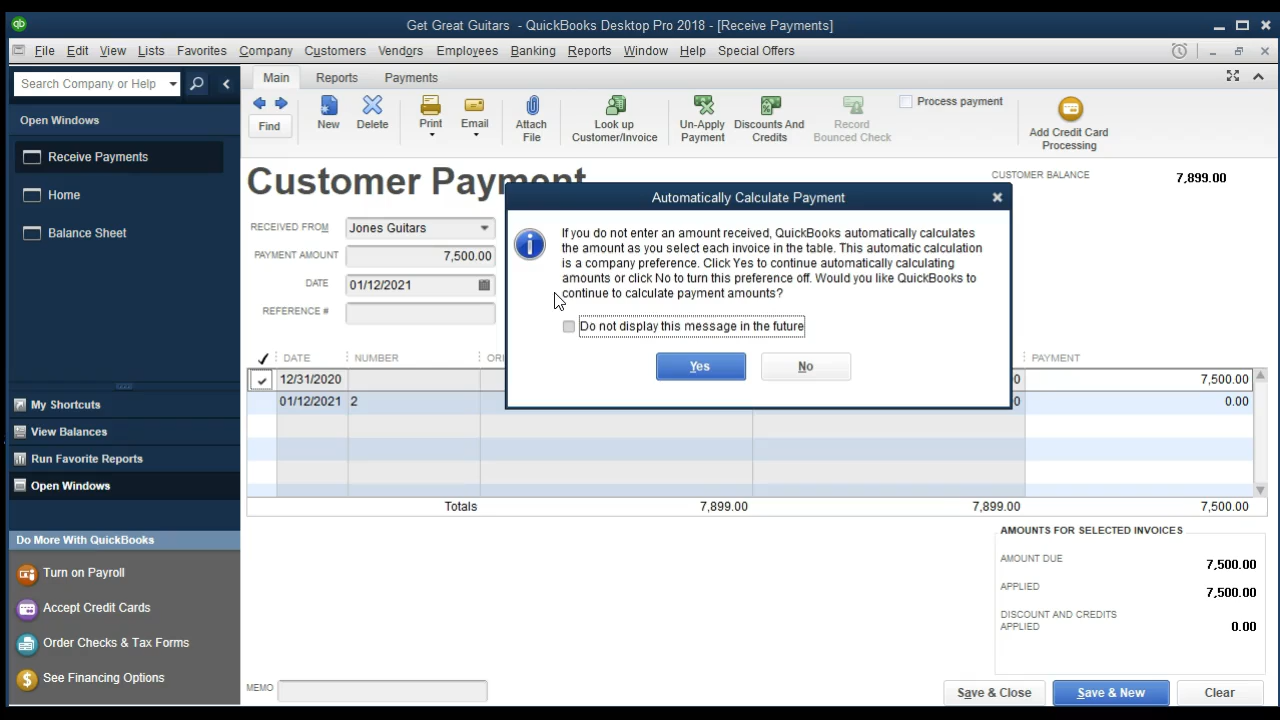 qb
Get Great Guitars - QuickBooks Desktop Pro 2018 - [Receive Payments]
File Edit View Lists Favorites Company Customers Vendors Employees Banking Reports Window Help Special Offers
Search Company or Help
Main Reports Payments
Open Windows
Find
New
Delete
Print
Email
Attach
File
Look up
Customer/Invoice
Un-Apply
Payment
Discounts And
Credits
Record
Bounced Check
Process payment
Add Credit Card
Processing
Receive Payments
Home
Balance Sheet
My Shortcuts
View Balances
Run Favorite Reports
Open Windows
Do More With QuickBooks
Turn on Payroll
Accept Credit Cards
Order Checks & Tax Forms
See Financing Options
Customer Payment
CUSTOMER BALANCE 7,899.00
RECEIVED FROM Jones Guitars
PAYMENT AMOUNT 7,500.00
DATE 01/12/2021
REFERENCE #
Automatically Calculate Payment
If you do not enter an amount received, QuickBooks automatically calculates
the amount as you select each invoice in the table. This automatic calculation
is a company preference. Click Yes to continue automatically calculating
amounts or click No to turn this preference off. Would you like QuickBooks to
continue to calculate payment amounts?
Do not display this message in the future
Yes No
DATE NUMBER ORI PAYMENT
12/31/2020 0 7,500.00
01/12/2021 2 0 0.00
Totals 7,899.00 7,899.00 7,500.00
AMOUNTS FOR SELECTED INVOICES
AMOUNT DUE 7,500.00
APPLIED 7,500.00
DISCOUNT AND CREDITS
APPLIED 0.00
MEMO
Save & Close Save & New Clear